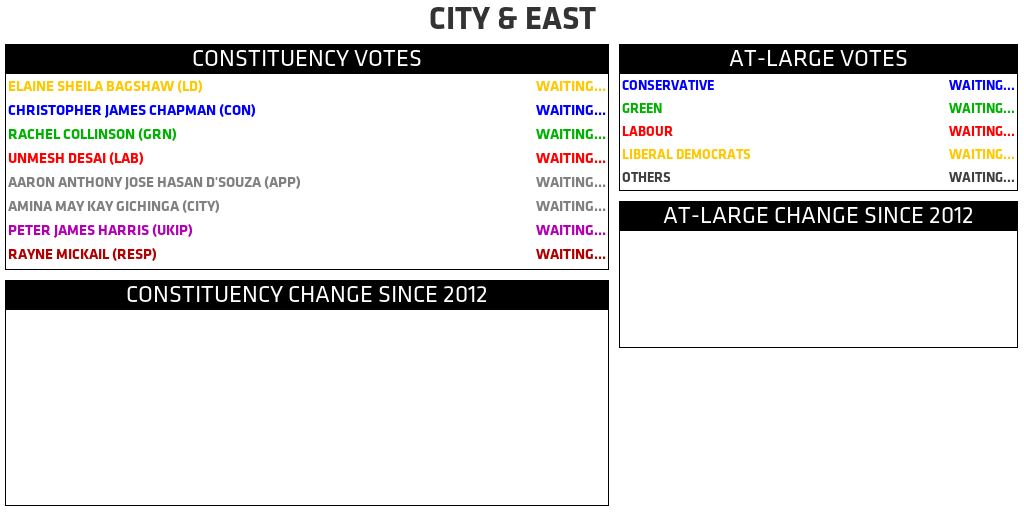 CITY & EAST
CONSTITUENCY VOTES
ELAINE SHEILA BAGSHAW (LD) WAITING...
CHRISTOPHER JAMES CHAPMAN (CON) WAITING...
RACHEL COLLINSON (GRN) WAITING...
UNMESH DESAI (LAB) WAITING...
AARON ANTHONY JOSE HASAN D'SOUZA (APP) WAITING...
AMINA MAY KAY GICHINGA (CITY) WAITING...
PETER JAMES HARRIS (UKIP) WAITING...
RAYNE MICKAIL (RESP) WAITING...
CONSTITUENCY CHANGE SINCE 2012
AT-LARGE VOTES
CONSERVATIVE WAITING...
GREEN WAITING...
LABOUR WAITING...
LIBERAL DEMOCRATS WAITING...
OTHERS WAITING...
AT-LARGE CHANGE SINCE 2012